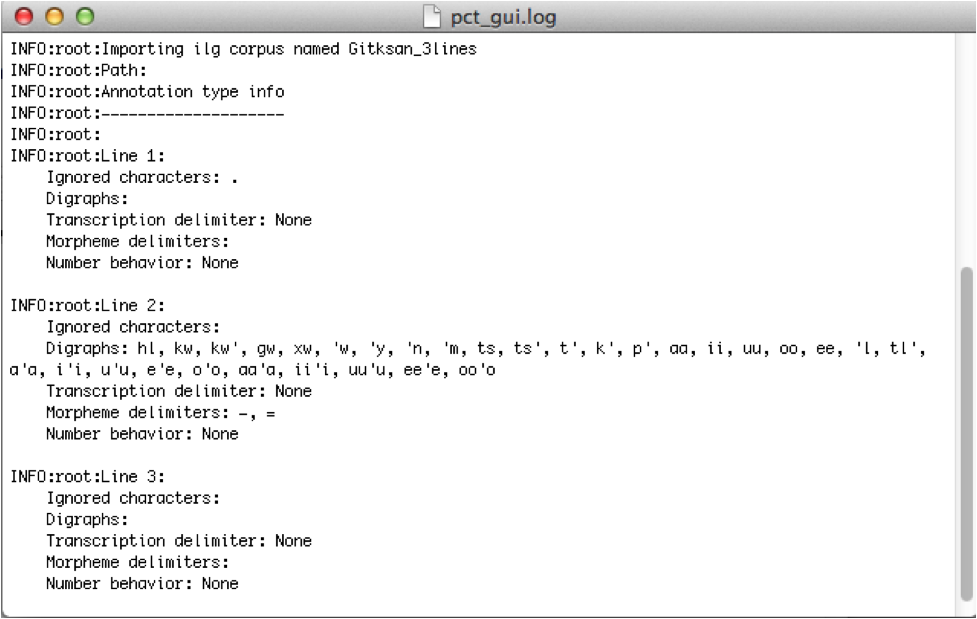 pct_gui.log
INFO:root:Importing ilg corpus named Gitksan_3lines
INFO:root:Path:
INFO:root:Annotation type info
INFO:root:--------------------
INFO:root:
INFO:root:Line 1:
Ignored characters: .
Digraphs:
Transcription delimiter: None
Morpheme delimiters:
Number behavior: None
INFO:root:Line 2:
Ignored characters:
Digraphs: hl, kw, kw', gw, xw, 'w, 'y, 'n, 'm, ts, ts', t', k', p', aa, ii, uu, oo, ee, 'l, tl',
a'a, i'i, u'u, e'e, o'o, aa'a, ii'i, uu'u, ee'e, oo'o
Transcription delimiter: None
Morpheme delimiters: -, =
Number behavior: None
INFO:root:Line 3:
Ignored characters:
Digraphs:
Transcription delimiter: None
Morpheme delimiters:
Number behavior: None